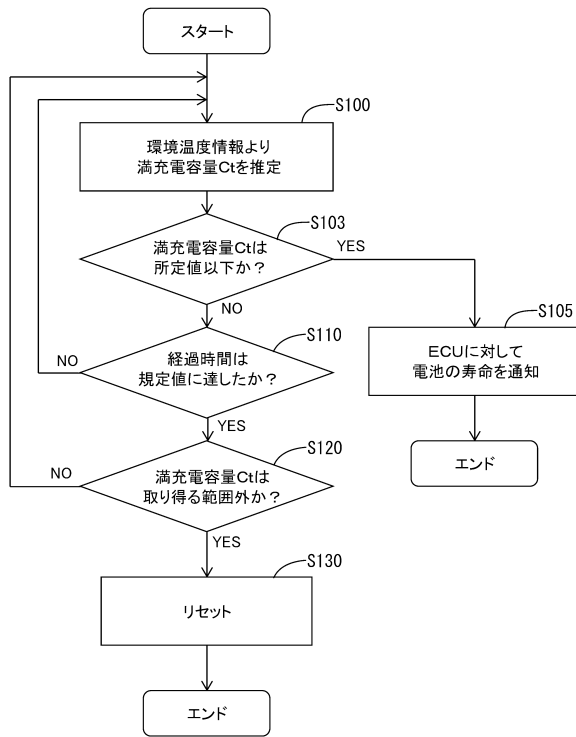 スタート
S100
環境温度情報より
満充電容量Ctを推定
S103
満充電容量Ctは
所定値以下か？
YES
NO
S105
ECUに対して
電池の寿命を通知
エンド
S110
経過時間は
規定値に達したか？
NO
YES
S120
満充電容量Ctは
取り得る範囲外か？
NO
YES
S130
リセット
エンド